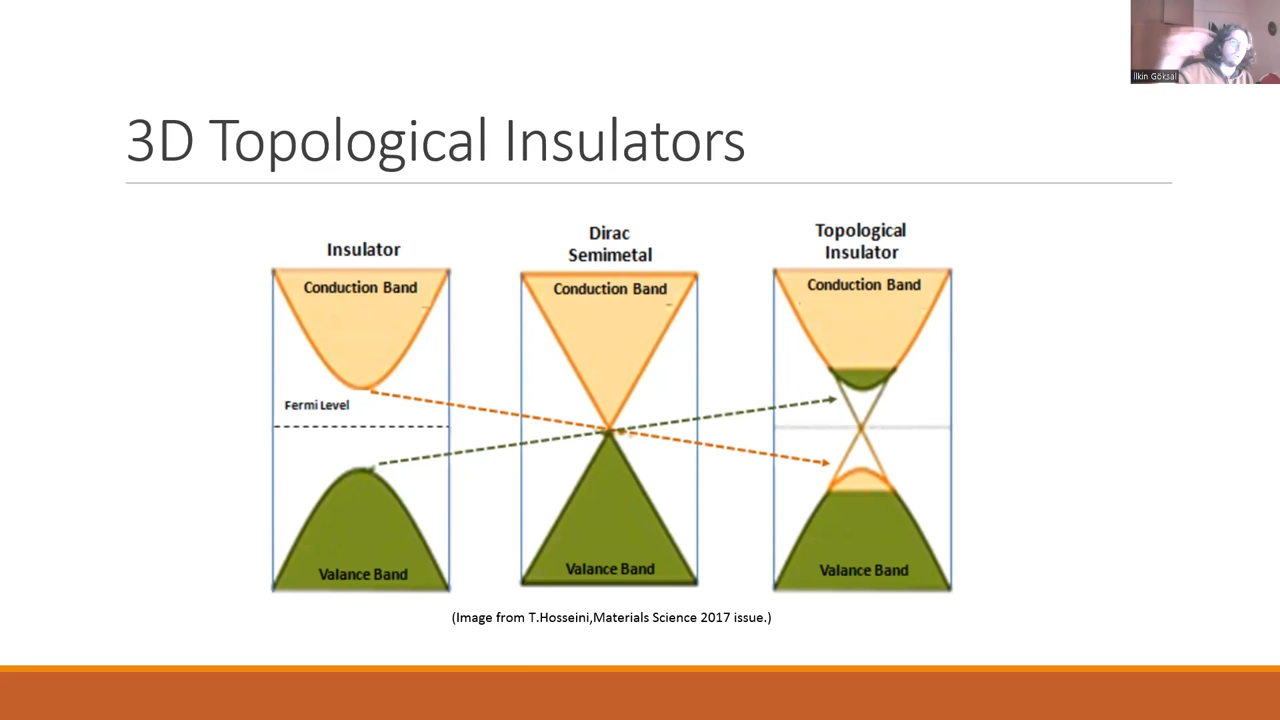 İlkin Göksal
3D Topological Insulators
Insulator
Conduction Band
Fermi Level
Valance Band
Dirac
Semimetal
Conduction Band
Valance Band
Topological
Insulator
Conduction Band
Valance Band
(Image from T.Hosseini,Materials Science 2017 issue.)